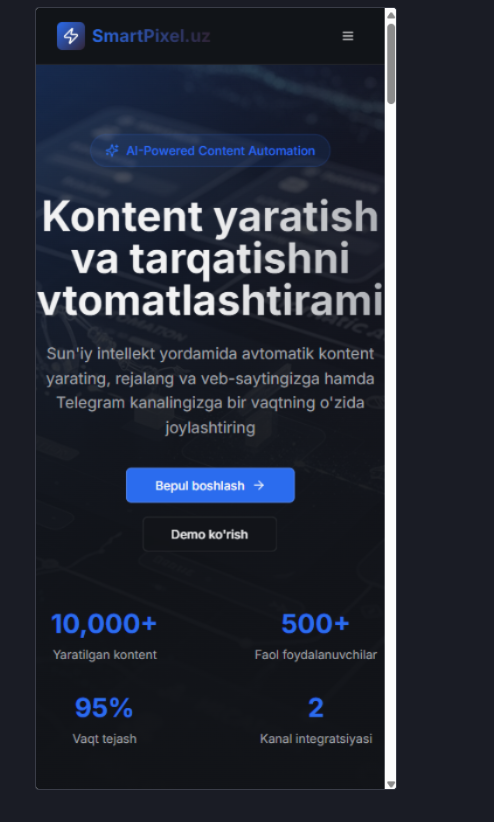 SmartPixel.uz
AI-Powered Content Automation
Kontent yaratish
va tarqatishni
vtomatlashtirami
Sun'iy intellekt yordamida avtomatik kontent
yarating, rejalang va veb-saytingizga hamda
Telegram kanalingizga bir vaqtning o'zida
joylashtiring
Bepul boshlash →
Demo ko'rish
10,000+ 500+
Yaratilgan kontent Faol foydalanuvchilar
95% 2
Vaqt tejash Kanal integratsiyasi